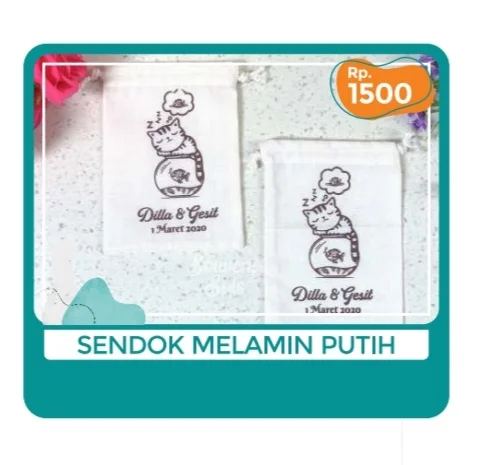 Rp.
1500
z z z
Dilla & Gesit
1 Maret 2020
z z z
Dilla & Gesit
1 Maret 2020
SENDOK MELAMIN PUTIH